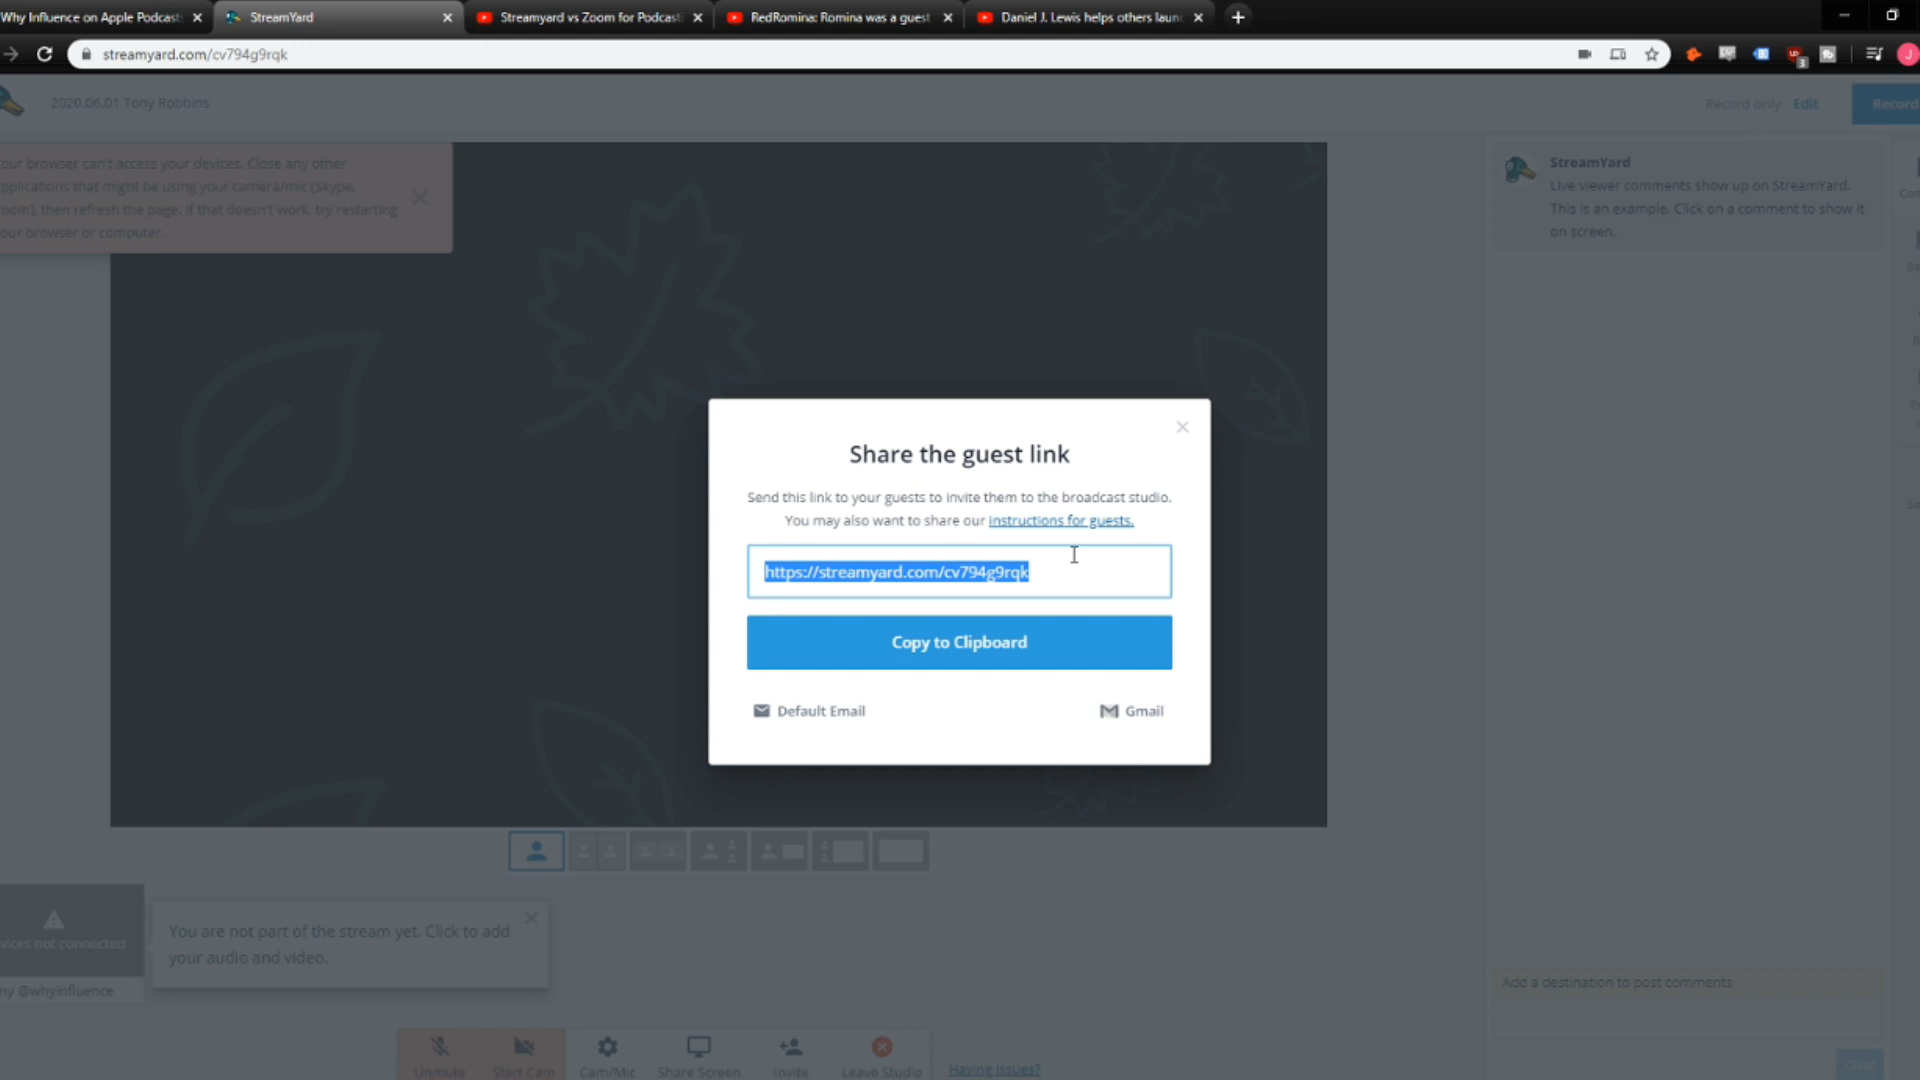 Why Influence on Apple Podcast
StreamYard
Streamyard vs Zoom for Podcast
RedRomina: Romina was a guest
Daniel J. Lewis helps others laun
streamyard.com/cv794g9rqk
3
J
2020.06.01 Tony Robbins
Record only
Edit
Record
our browser can't access your devices. Close any other
pplications that might be using your camera/mic (Skype,
oom), then refresh the page. If that doesn't work, try restarting
our browser or computer.
StreamYard
Live viewer comments show up on StreamYard.
This is an example. Click on a comment to show it
on screen.
Share the guest link
Send this link to your guests to invite them to the broadcast studio.
You may also want to share our instructions for guests.
https://streamyard.com/cv794g9rqk
Copy to Clipboard
Default Email
Gmail
vices not connected
You are not part of the stream yet. Click to add
your audio and video.
my @whyinfluence
Add a destination to post comments
Unmute
Start Cam
Cam/Mic
Share Screen
Invite
Leave Studio
Having issues?
Chat